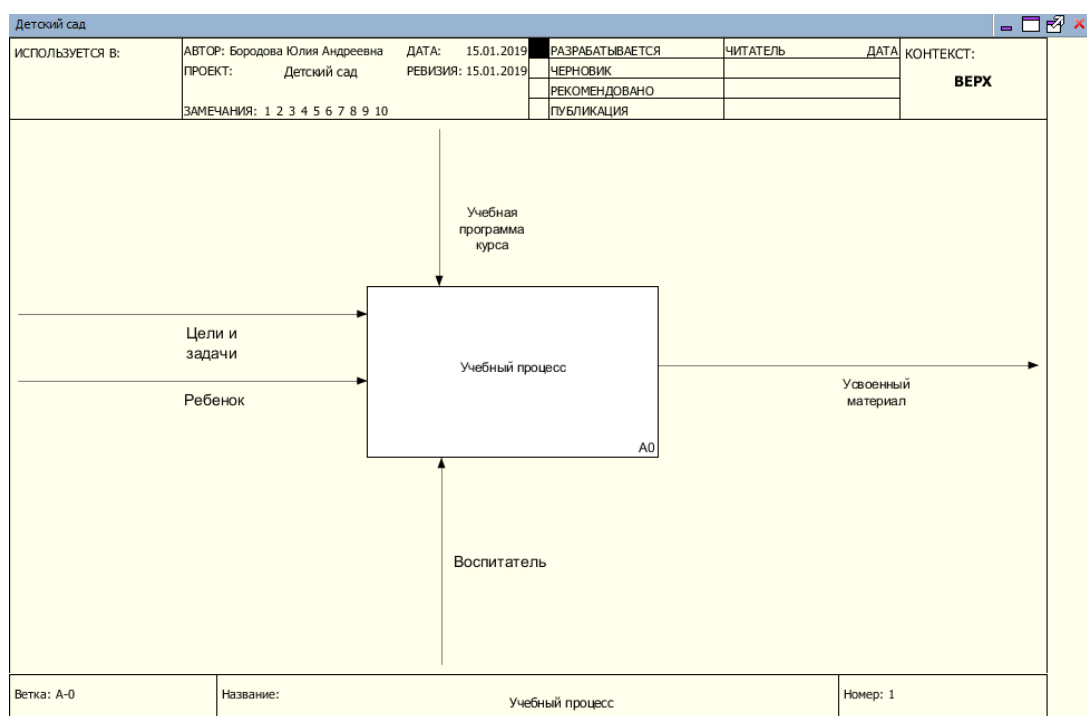 Детский сад
ИСПОЛЬЗУЕТСЯ В:
АВТОР: Бородова Юлия Андреевна ДАТА: 15.01.2019
ПРОЕКТ: Детский сад РЕВИЗИЯ: 15.01.2019
ЗАМЕЧАНИЯ: 1 2 3 4 5 6 7 8 9 10
РАЗРАБАТЫВАЕТСЯ
ЧЕРНОВИК
РЕКОМЕНДОВАНО
ПУБЛИКАЦИЯ
ЧИТАТЕЛЬ ДАТА
КОНТЕКСТ:
ВЕРХ
Учебная
программа
курса
Цели и
задачи
Ребенок
Учебный процесс
A0
Усвоенный
материал
Воспитатель
Ветка: A-0
Название:
Учебный процесс
Номер: 1